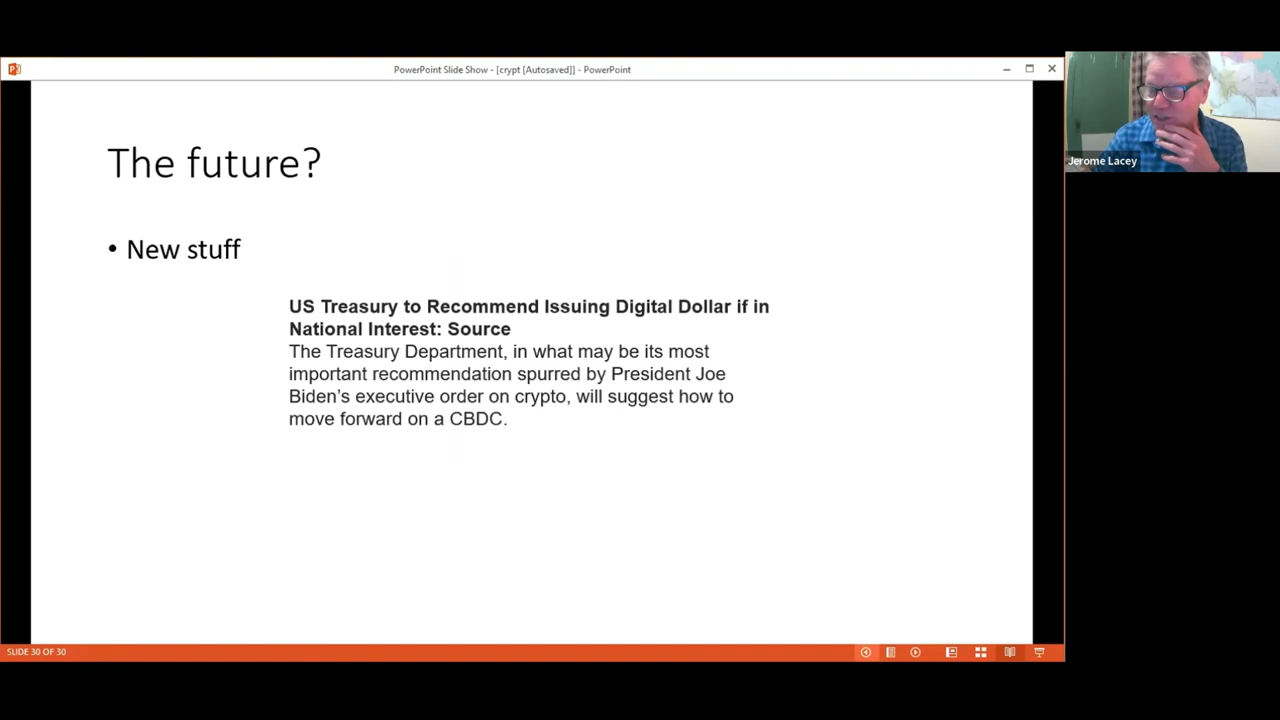 PowerPoint Slide Show - [crypt [Autosaved]] - PowerPoint
Jerome Lacey
The future?
• New stuff
US Treasury to Recommend Issuing Digital Dollar if in
National Interest: Source
The Treasury Department, in what may be its most
important recommendation spurred by President Joe
Biden’s executive order on crypto, will suggest how to
move forward on a CBDC.
SLIDE 30 OF 30